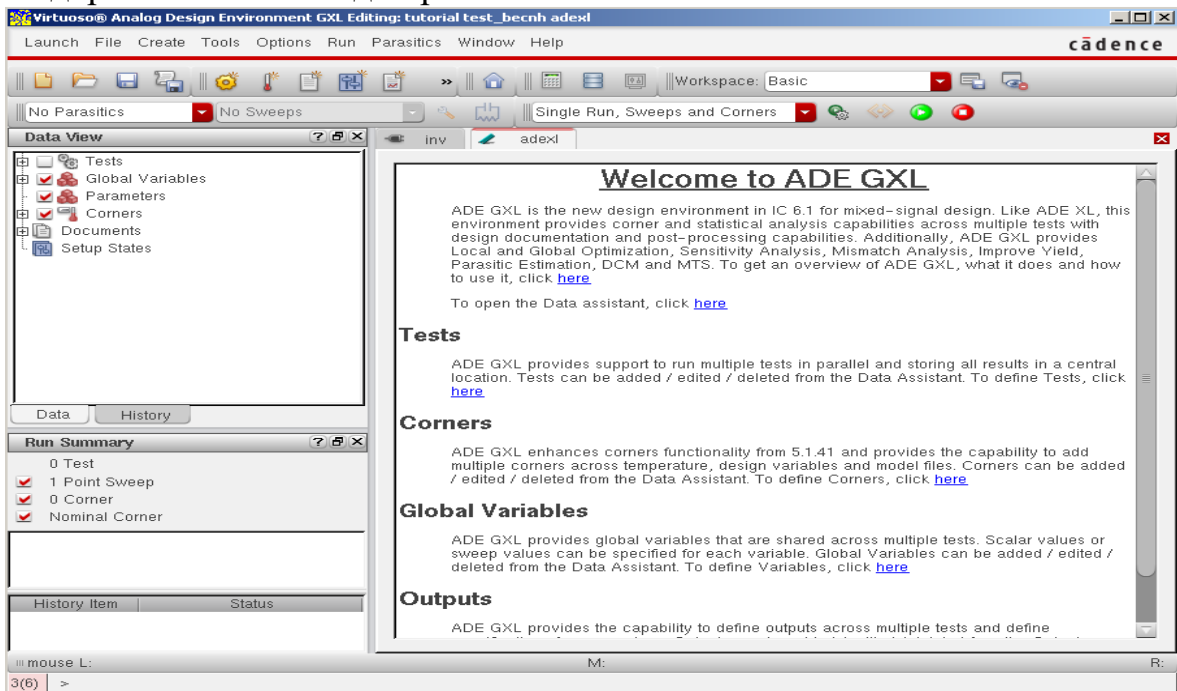 Virtuoso® Analog Design Environment GXL Editing: tutorial test_becnh adexl
Launch File Create Tools Options Run Parasitics Window Help
cādence
» Workspace: Basic
No Parasitics No Sweeps Single Run, Sweeps and Corners
Data View
inv adexl
Tests
Global Variables
Parameters
Corners
Documents
Setup States
Data History
Run Summary
0 Test
1 Point Sweep
0 Corner
Nominal Corner
History Item Status
Welcome to ADE GXL
ADE GXL is the new design environment in IC 6.1 for mixed-signal design. Like ADE XL, this
environment provides corner and statistical analysis capabilities across multiple tests with
design documentation and post-processing capabilities. Additionally, ADE GXL provides
Local and Global Optimization, Sensitivity Analysis, Mismatch Analysis, Improve Yield,
Parasitic Estimation, DCM and MTS. To get an overview of ADE GXL, what it does and how
to use it, click here
To open the Data assistant, click here
Tests
ADE GXL provides support to run multiple tests in parallel and storing all results in a central
location. Tests can be added / edited / deleted from the Data Assistant. To define Tests, click
here
Corners
ADE GXL enhances corners functionality from 5.1.41 and provides the capability to add
multiple corners across temperature, design variables and model files. Corners can be added
/ edited / deleted from the Data Assistant. To define Corners, click here
Global Variables
ADE GXL provides global variables that are shared across multiple tests. Scalar values or
sweep values can be specified for each variable. Global Variables can be added / edited /
deleted from the Data Assistant. To define Variables, click here
Outputs
ADE GXL provides the capability to define outputs across multiple tests and define
mouse L: M: R:
3(6) >